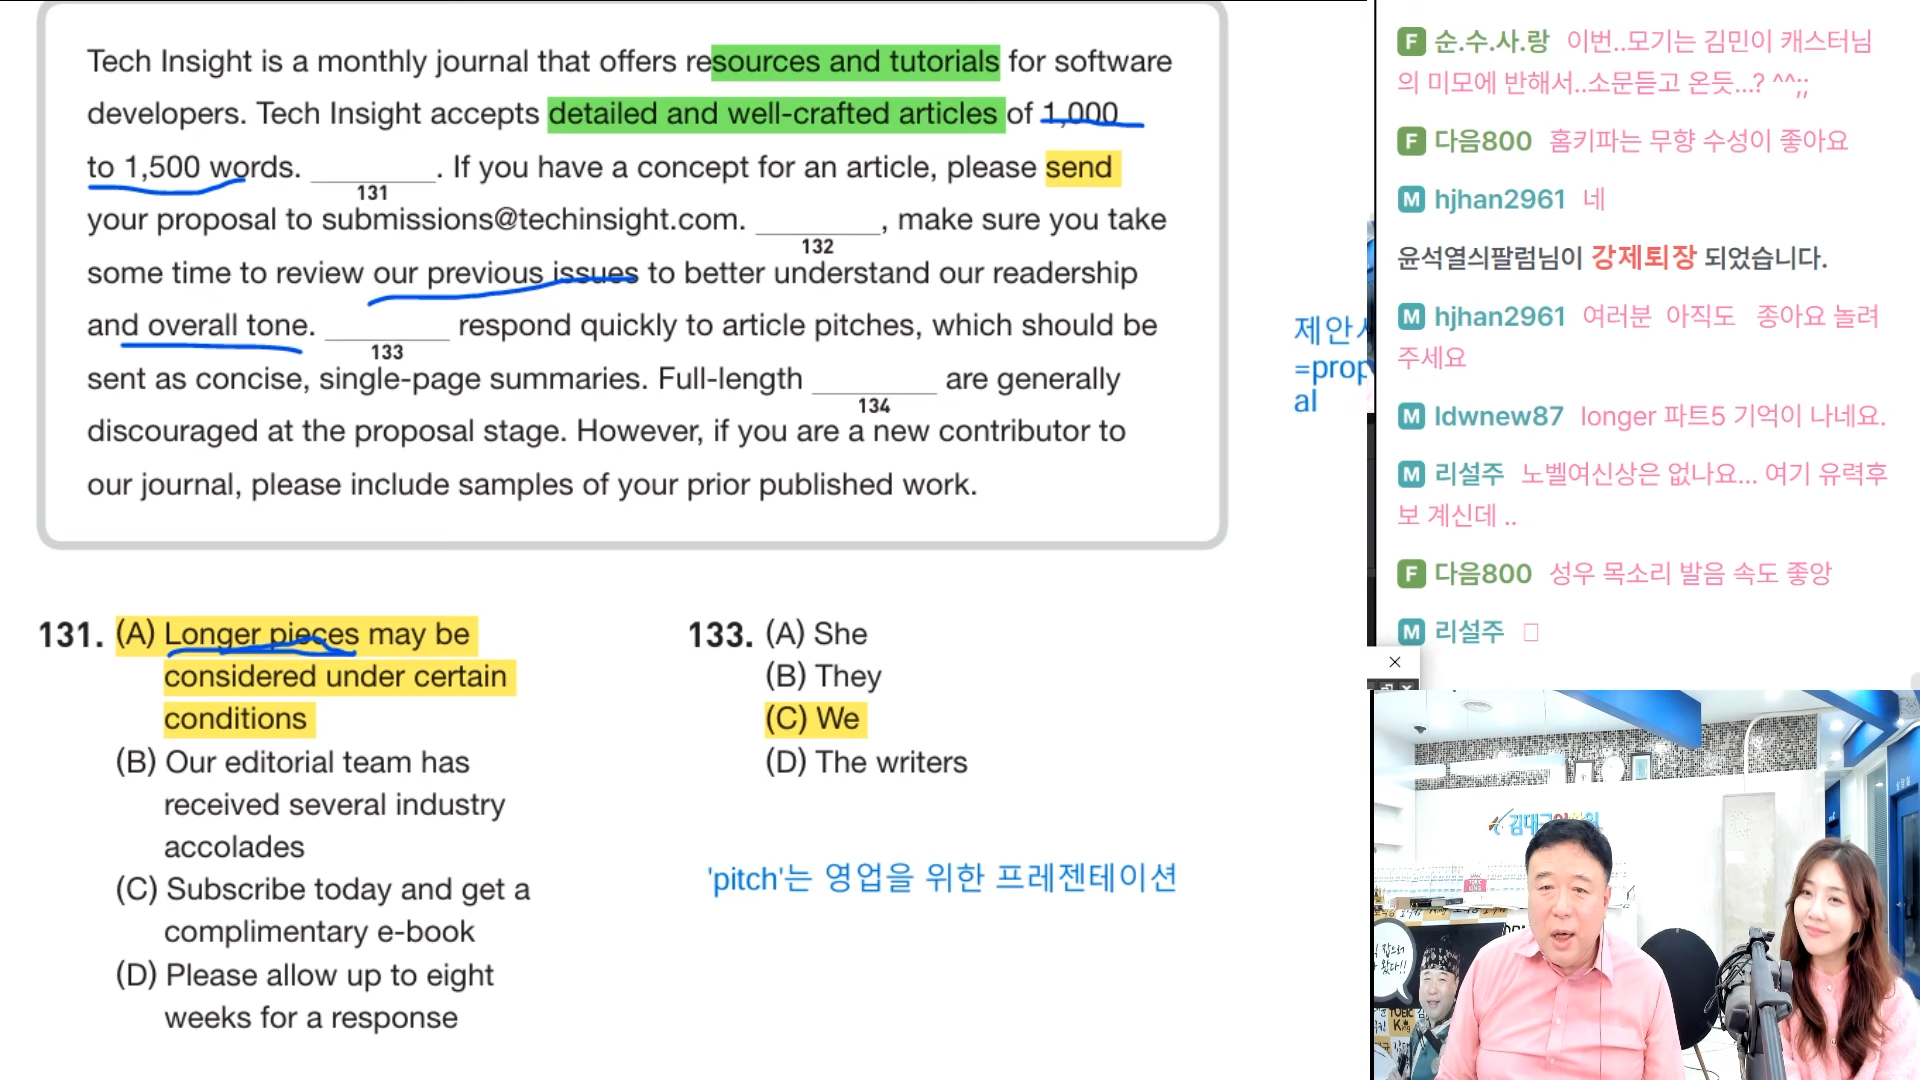 Tech Insight is a monthly journal that offers resources and tutorials for software
developers. Tech Insight accepts detailed and well-crafted articles of 1,000
to 1,500 words. ________. If you have a concept for an article, please send
131
your proposal to submissions@techinsight.com. ________, make sure you take
132
some time to review our previous issues to better understand our readership
and overall tone. ________ respond quickly to article pitches, which should be
133
sent as concise, single-page summaries. Full-length ________ are generally
134
discouraged at the proposal stage. However, if you are a new contributor to
our journal, please include samples of your prior published work.
제안
=prop
al
131. (A) Longer pieces may be
considered under certain
conditions
(B) Our editorial team has
received several industry
accolades
(C) Subscribe today and get a
complimentary e-book
(D) Please allow up to eight
weeks for a response
133. (A) She
(B) They
(C) We
(D) The writers
'pitch'는 영업을 위한 프레젠테이션
F 순.수.사.랑 이번..모기는 김민이 캐스터님
의 미모에 반해서..소문듣고 온듯...? ^^;;
F 다음800 홈키파는 무향 수성이 좋아요
M hjhan2961 네
윤석열싀팔럼님이 강제퇴장 되었습니다.
M hjhan2961 여러분 아직도 종아요 눌려
주세요
M ldwnew87 longer 파트5 기억이 나네요.
M 리설주 노벨여신상은 없나요... 여기 유력후
보 계신데 ..
F 다음800 성우 목소리 발음 속도 좋앙
M 리설주
TOEIC
King